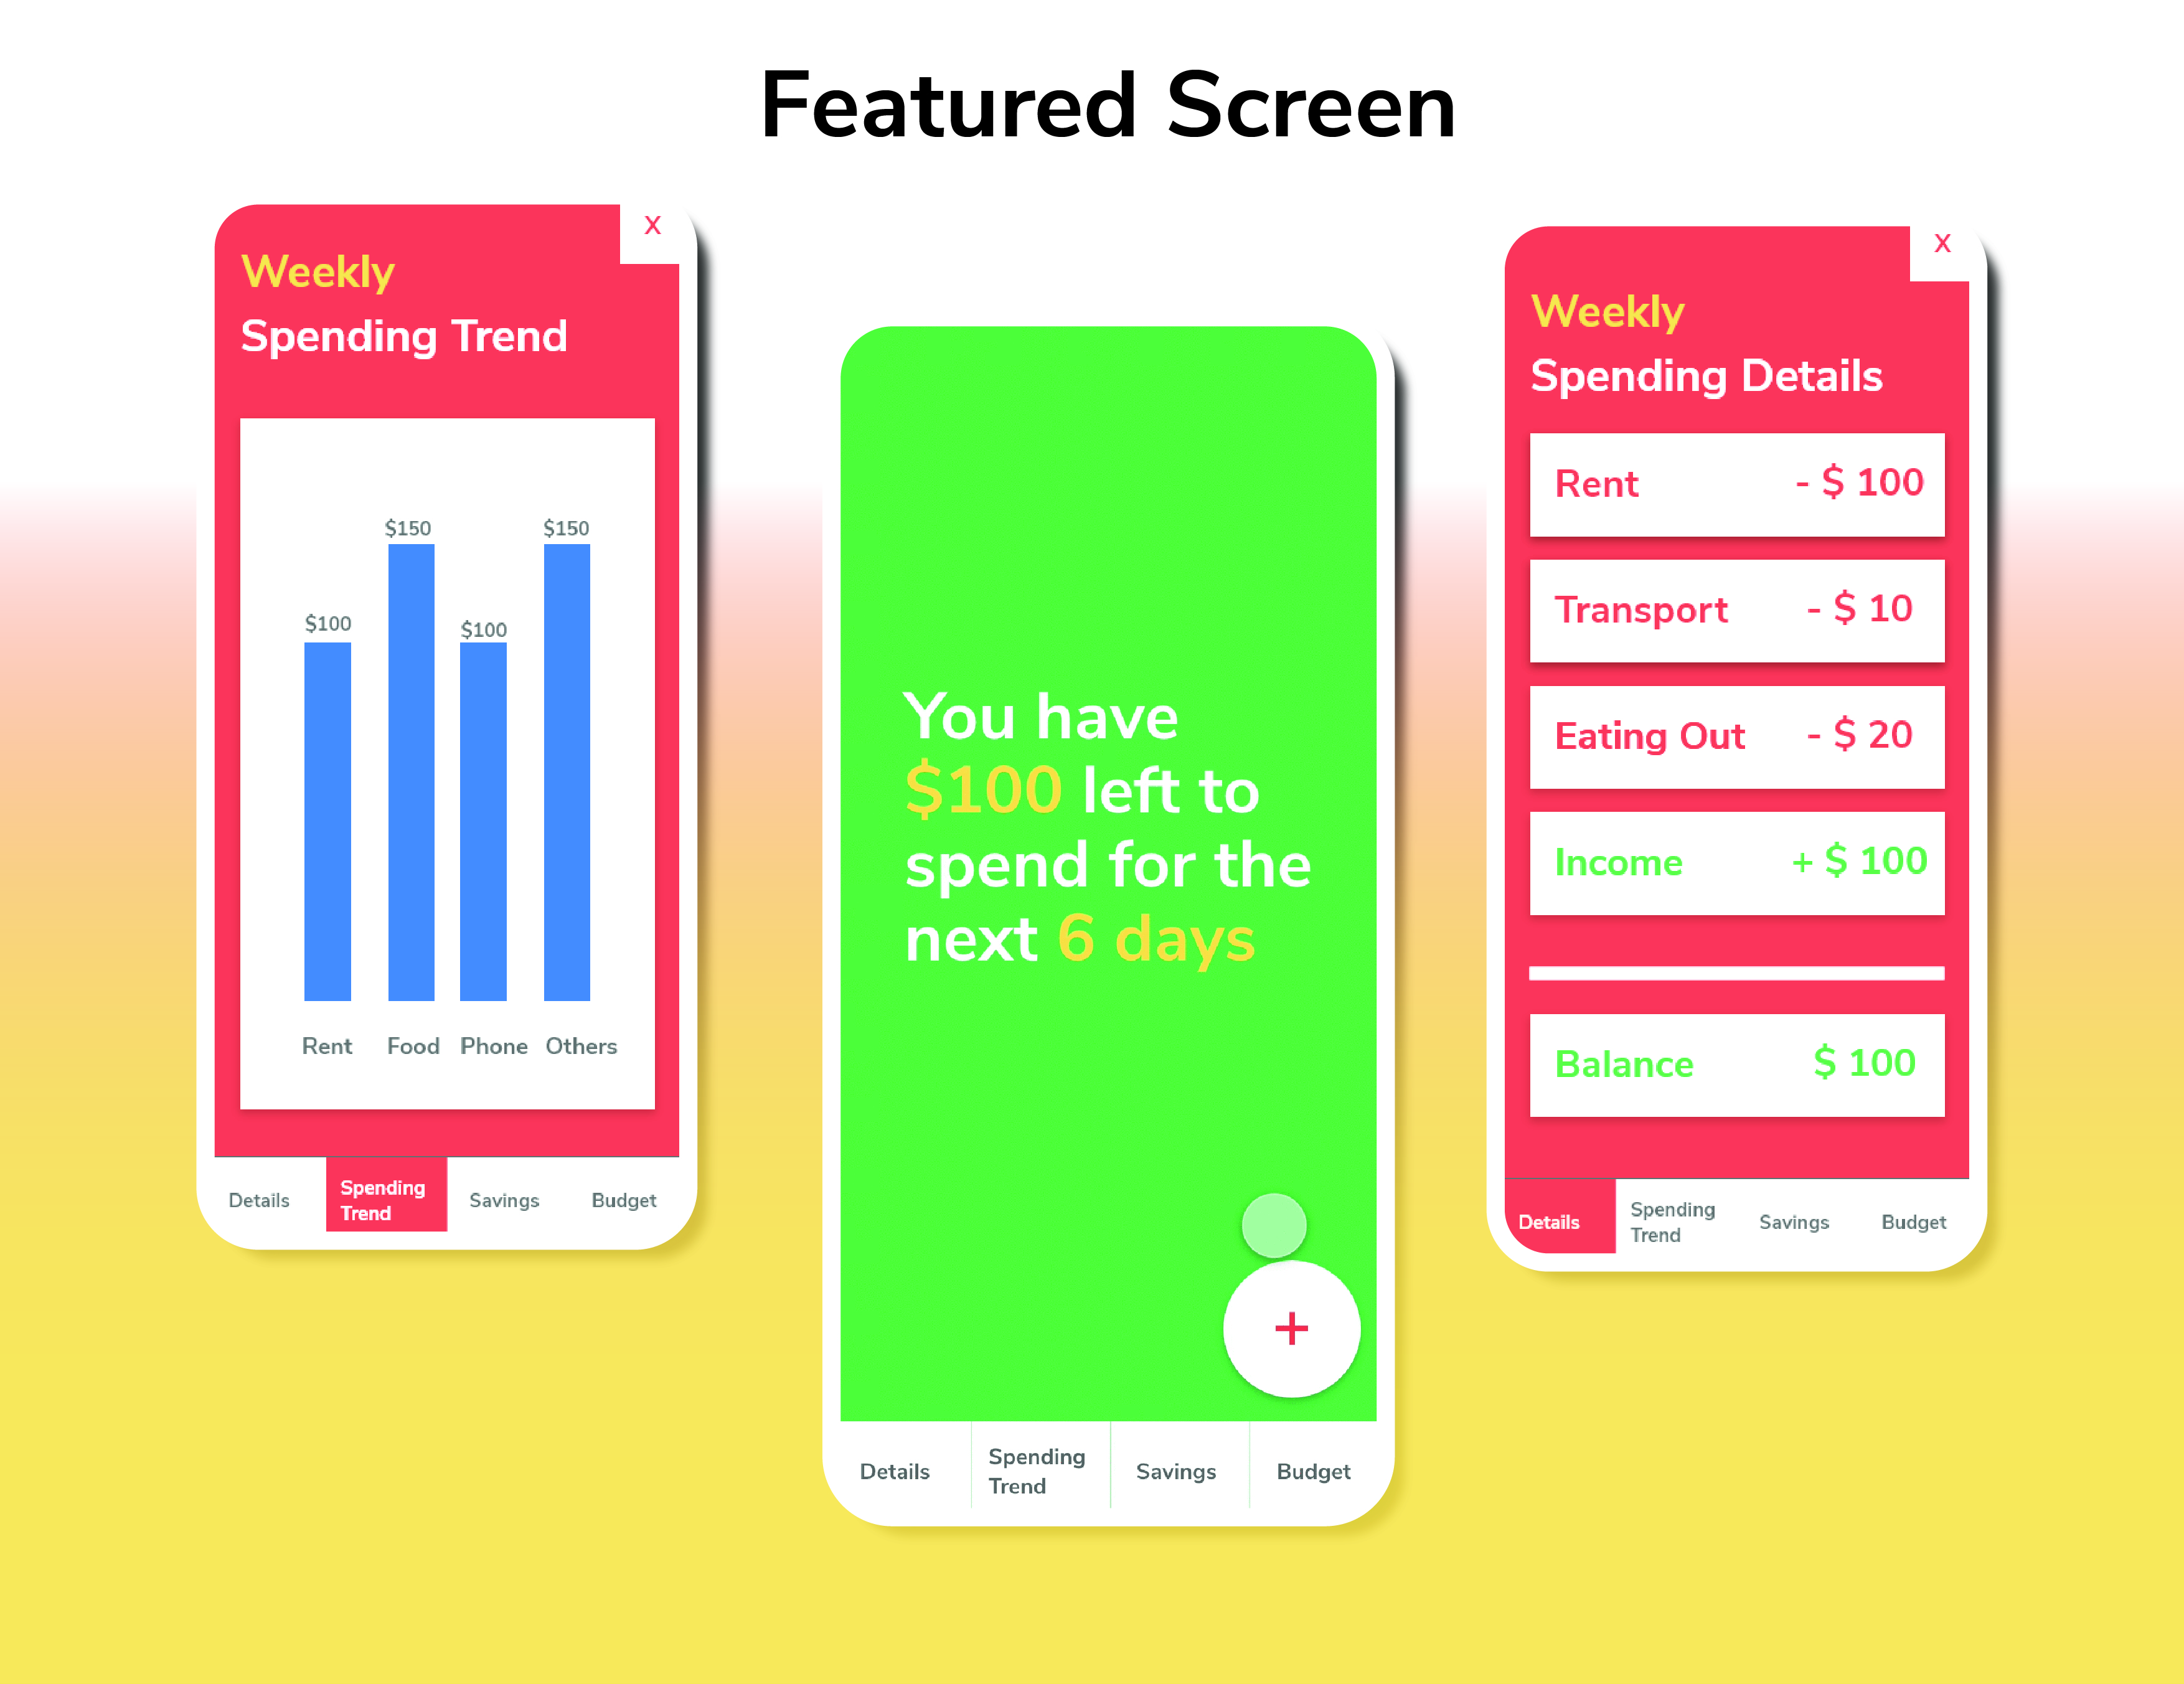 Featured Screen
x
Weekly
Spending Trend
$150
$150
$100
$100
Rent
Food
Phone
Others
Details
Spending
Trend
Savings
Budget
You have
$100 left to
spend for the
next 6 days
+
Details
Spending
Trend
Savings
Budget
x
Weekly
Spending Details
Rent - $ 100
Transport - $ 10
Eating Out - $ 20
Income + $ 100
Balance $ 100
Details
Spending
Trend
Savings
Budget